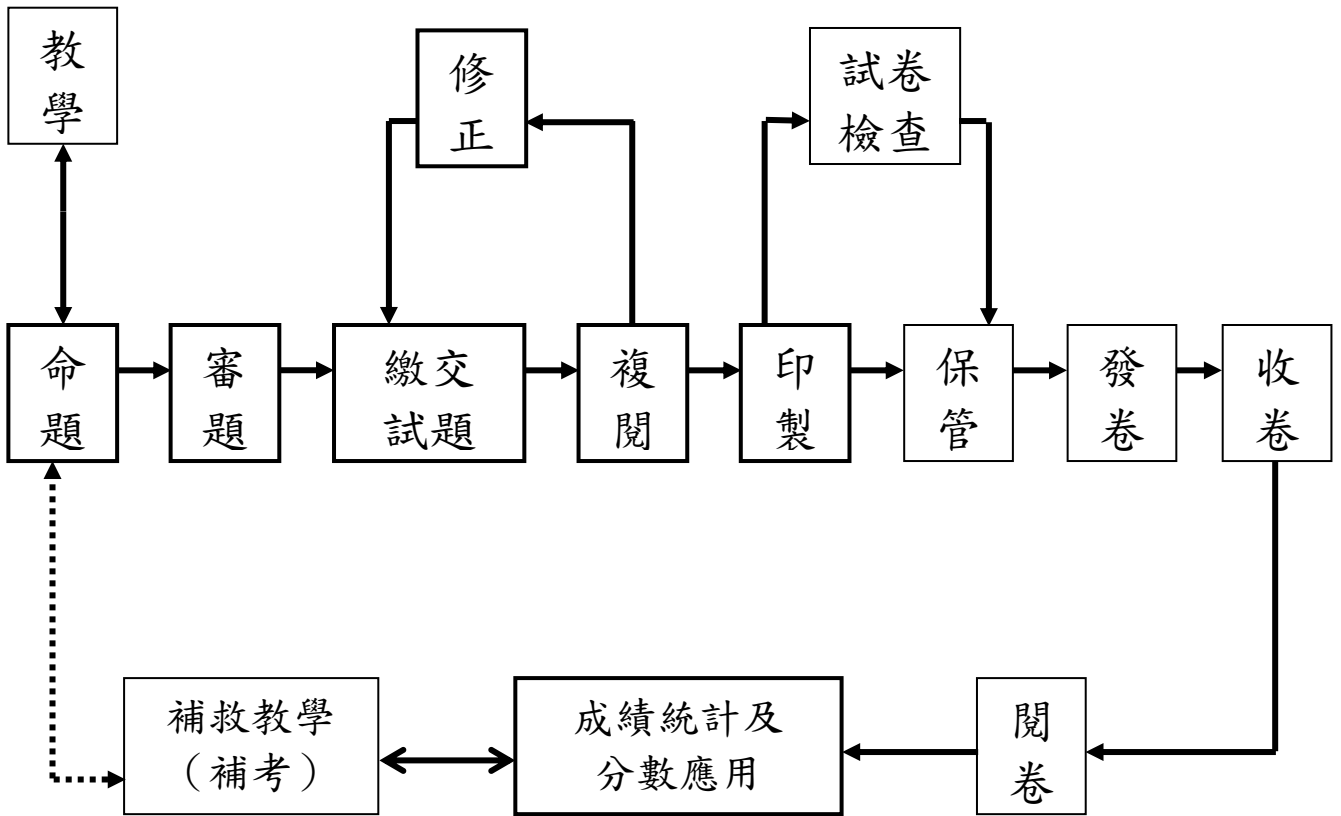 教
學
修
正
試卷
檢查
命
題
審
題
繳交
試題
複
閱
印
製
保
管
發
卷
收
卷
補救教學
（補考）
成績統計及
分數應用
閱
卷